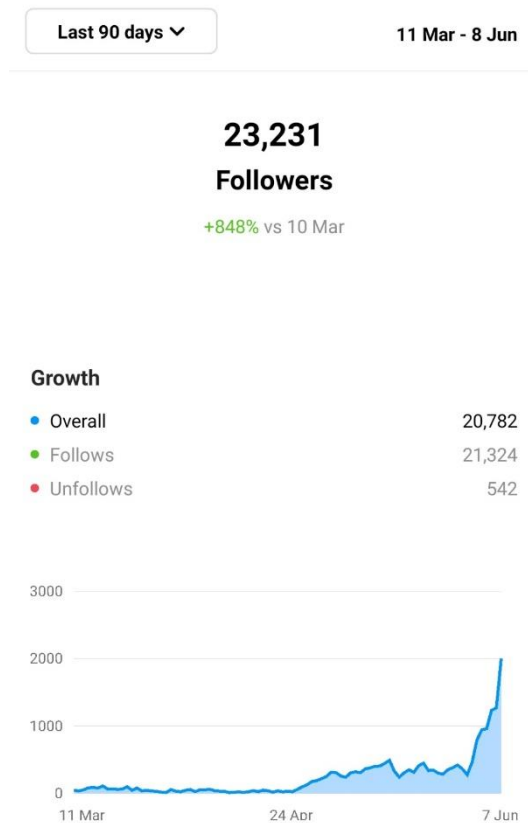 Last 90 days
11 Mar - 8 Jun
23,231
Followers
+848% vs 10 Mar
Growth
Overall 20,782
Follows 21,324
Unfollows 542
3000
2000
1000
0
11 Mar 24 Apr 7 Jun